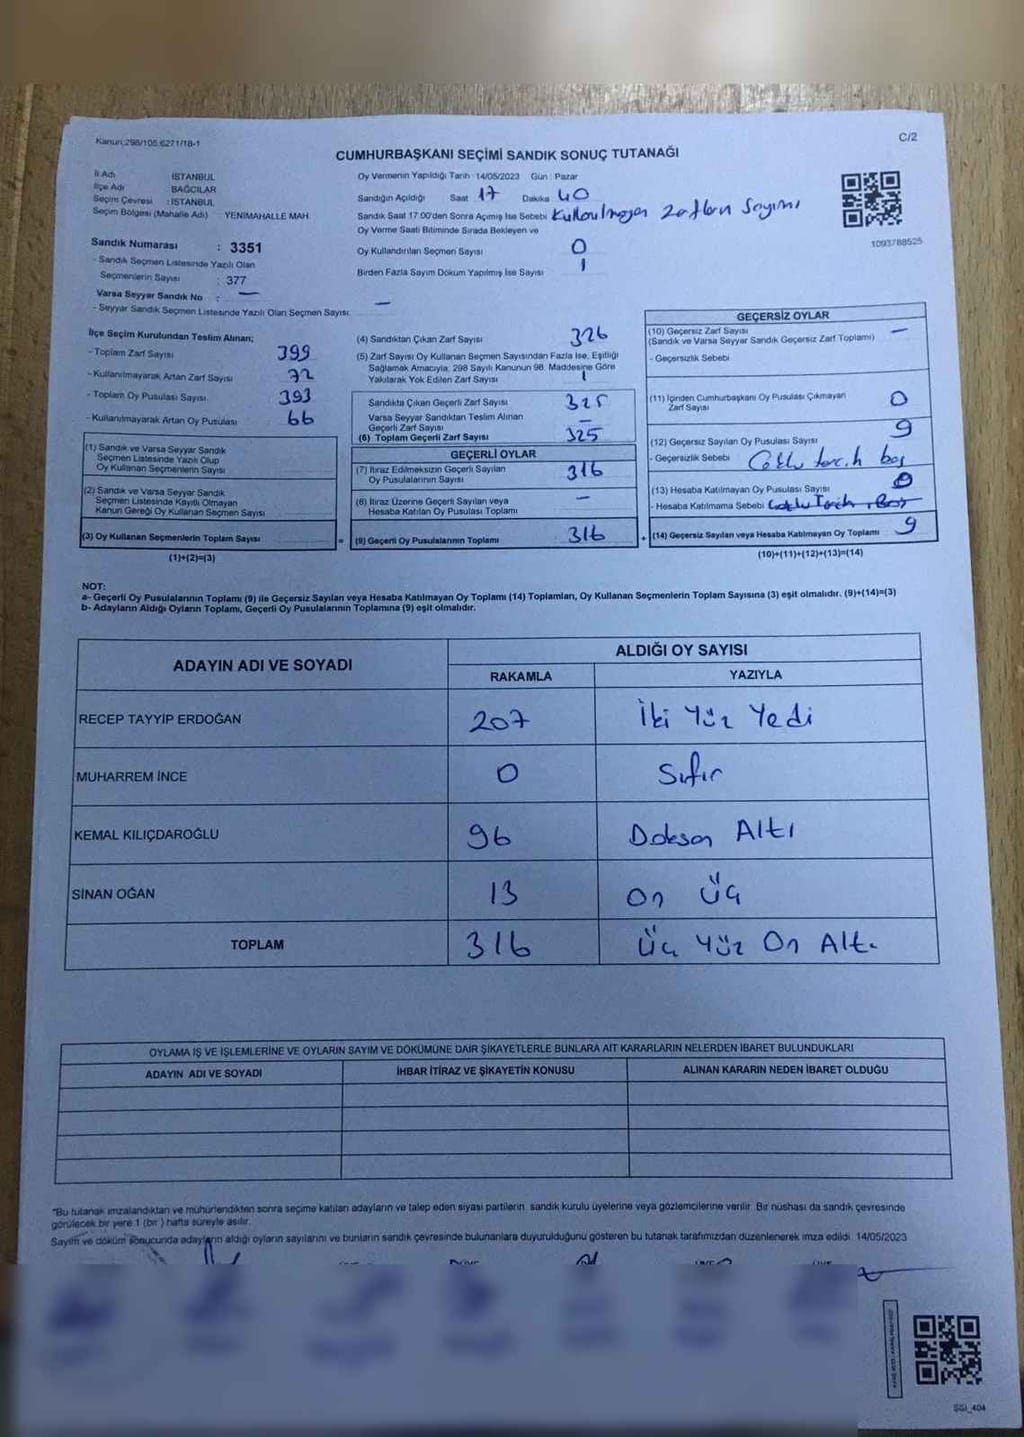 Kanun:298/105 6271/18-1
C/2
CUMHURBAŞKANI SEÇİMİ SANDIK SONUÇ TUTANAĞI
İl Adı İSTANBUL
İlçe Adı BAĞCILAR
Seçim Çevresi : İSTANBUL
Seçim Bölgesi (Mahalle Adı) YENİMAHALLE MAH
Sandık Numarası : 3351
- Sandık Seçmen Listesinde Yazılı Olan
Seçmenlerin Sayısı : 377
Varsa Seyyar Sandık No : —
- Seyyar Sandık Seçmen Listesinde Yazılı Olan Seçmen Sayısı: —
Oy Vermenin Yapıldığı Tarih : 14/05/2023 Gün : Pazar
Sandığın Açıldığı Saat 17 Dakika 40
Sandık Saat 17.00'den Sonra Açılmış İse Sebebi Kullanılmayan Zarfların Sayımı
Oy Verme Saati Bitiminde Sırada Bekleyen ve
Oy Kullandırılan Seçmen Sayısı 0
Birden Fazla Sayım Döküm Yapılmış İse Sayısı 1
1093788525
İlçe Seçim Kurulundan Teslim Alınan;
- Toplam Zarf Sayısı 399
- Kullanılmayarak Artan Zarf Sayısı 72
- Toplam Oy Pusulası Sayısı 393
- Kullanılmayarak Artan Oy Pusulası 66
(1) Sandık ve Varsa Seyyar Sandık
Seçmen Listesinde Yazılı Olup
Oy Kullanan Seçmenlerin Sayısı
(2) Sandık ve Varsa Seyyar Sandık
Seçmen Listesinde Kayıtlı Olmayan
Kanun Gereği Oy Kullanan Seçmen Sayısı
(3) Oy Kullanan Seçmenlerin Toplam Sayısı =
(1)+(2)=(3)
(4) Sandıktan Çıkan Zarf Sayısı 326
(5) Zarf Sayısı Oy Kullanan Seçmen Sayısından Fazla İse, Eşitliği
Sağlamak Amacıyla, 298 Sayılı Kanunun 98. Maddesine Göre
Yakılarak Yok Edilen Zarf Sayısı 1
Sandıkta Çıkan Geçerli Zarf Sayısı 325
Varsa Seyyar Sandıktan Teslim Alınan
Geçerli Zarf Sayısı —
(6) Toplam Geçerli Zarf Sayısı 325
GEÇERLİ OYLAR
(7) İtiraz Edilmeksizin Geçerli Sayılan
Oy Pusulalarının Sayısı 316
(8) İtiraz Üzerine Geçerli Sayılan veya
Hesaba Katılan Oy Pusulası Toplamı —
(9) Geçerli Oy Pusulalarının Toplamı 316 +
GEÇERSİZ OYLAR
(10) Geçersiz Zarf Sayısı —
(Sandık ve Varsa Seyyar Sandık Geçersiz Zarf Toplamı)
- Geçersizlik Sebebi
(11) İçinden Cumhurbaşkanı Oy Pusulası Çıkmayan
Zarf Sayısı 0
(12) Geçersiz Sayılan Oy Pusulası Sayısı 9
- Geçersizlik Sebebi Çoklu tercih boş
(13) Hesaba Katılmayan Oy Pusulası Sayısı 0
- Hesaba Katılmama Sebebi Çoklu Tercih, Boş
(14) Geçersiz Sayılan veya Hesaba Katılmayan Oy Toplamı 9
(10)+(11)+(12)+(13)=(14)
NOT:
a- Geçerli Oy Pusulalarının Toplamı (9) ile Geçersiz Sayılan veya Hesaba Katılmayan Oy Toplamı (14) Toplamları, Oy Kullanan Seçmenlerin Toplam Sayısına (3) eşit olmalıdır. (9)+(14)=(3)
b- Adayların Aldığı Oyların Toplamı, Geçerli Oy Pusulalarının Toplamına (9) eşit olmalıdır.
ADAYIN ADI VE SOYADI
ALDIĞI OY SAYISI
RAKAMLA YAZIYLA
RECEP TAYYİP ERDOĞAN 207 İki Yüz Yedi
MUHARREM İNCE 0 Sıfır
KEMAL KILIÇDAROĞLU 96 Doksan Altı
SİNAN OĞAN 13 On Üç
TOPLAM 316 Üç Yüz On Altı
OYLAMA İŞ VE İŞLEMLERİNE VE OYLARIN SAYIM VE DÖKÜMÜNE DAİR ŞİKAYETLERLE BUNLARA AİT KARARLARIN NELERDEN İBARET BULUNDUKLARI
ADAYIN ADI VE SOYADI İHBAR İTİRAZ VE ŞİKAYETİN KONUSU ALINAN KARARIN NEDEN İBARET OLDUĞU
"Bu tutanak imzalandıktan ve mühürlendikten sonra seçime katılan adayların ve talep eden siyasi partilerin sandık kurulu üyelerine veya gözlemcilerine verilir. Bir nüshası da sandık çevresinde
görülecek bir yere 1 (bir ) hafta süreyle asılır.
Sayım ve döküm sonucunda adayların aldığı oyların sayılarını ve bunların sandık çevresinde bulunanlara duyurulduğunu gösteren bu tutanak tarafımızdan düzenlenerek imza edildi. 14/05/2023
SSİ_404